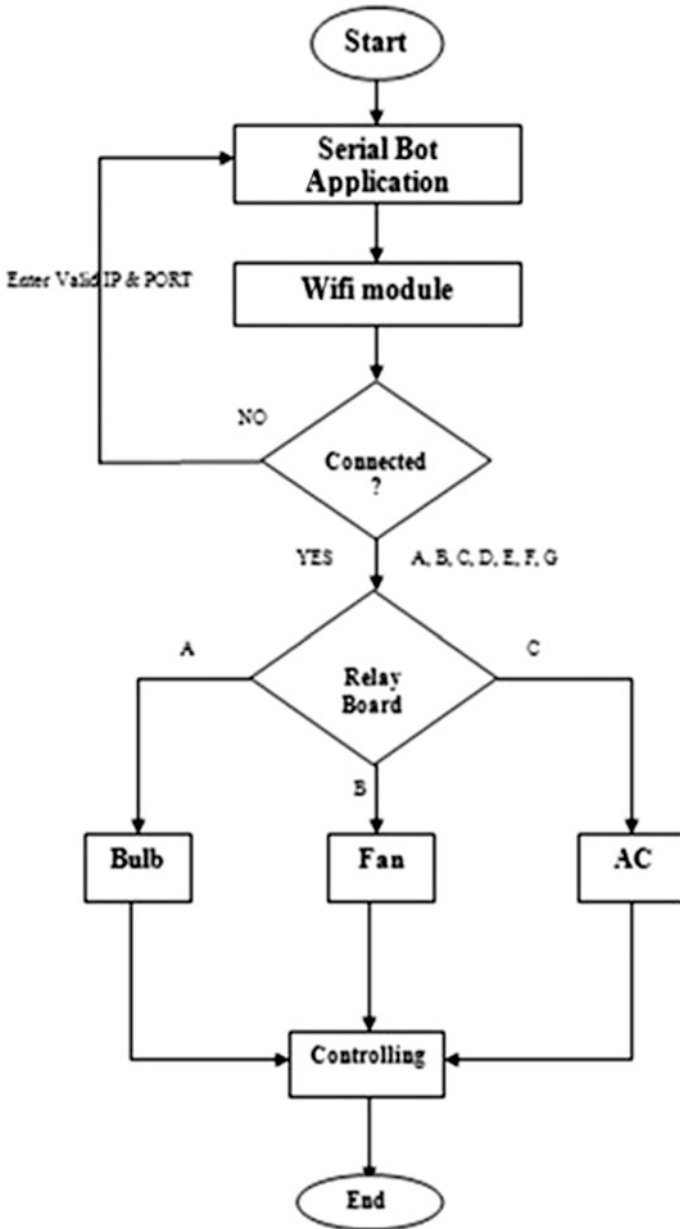 Start
Serial Bot
Application
Enter Valid IP & PORT
Wifi module
NO
Connected
?
YES
A, B, C, D, E, F, G
A
C
Relay
Board
B
Bulb
Fan
AC
Controlling
End